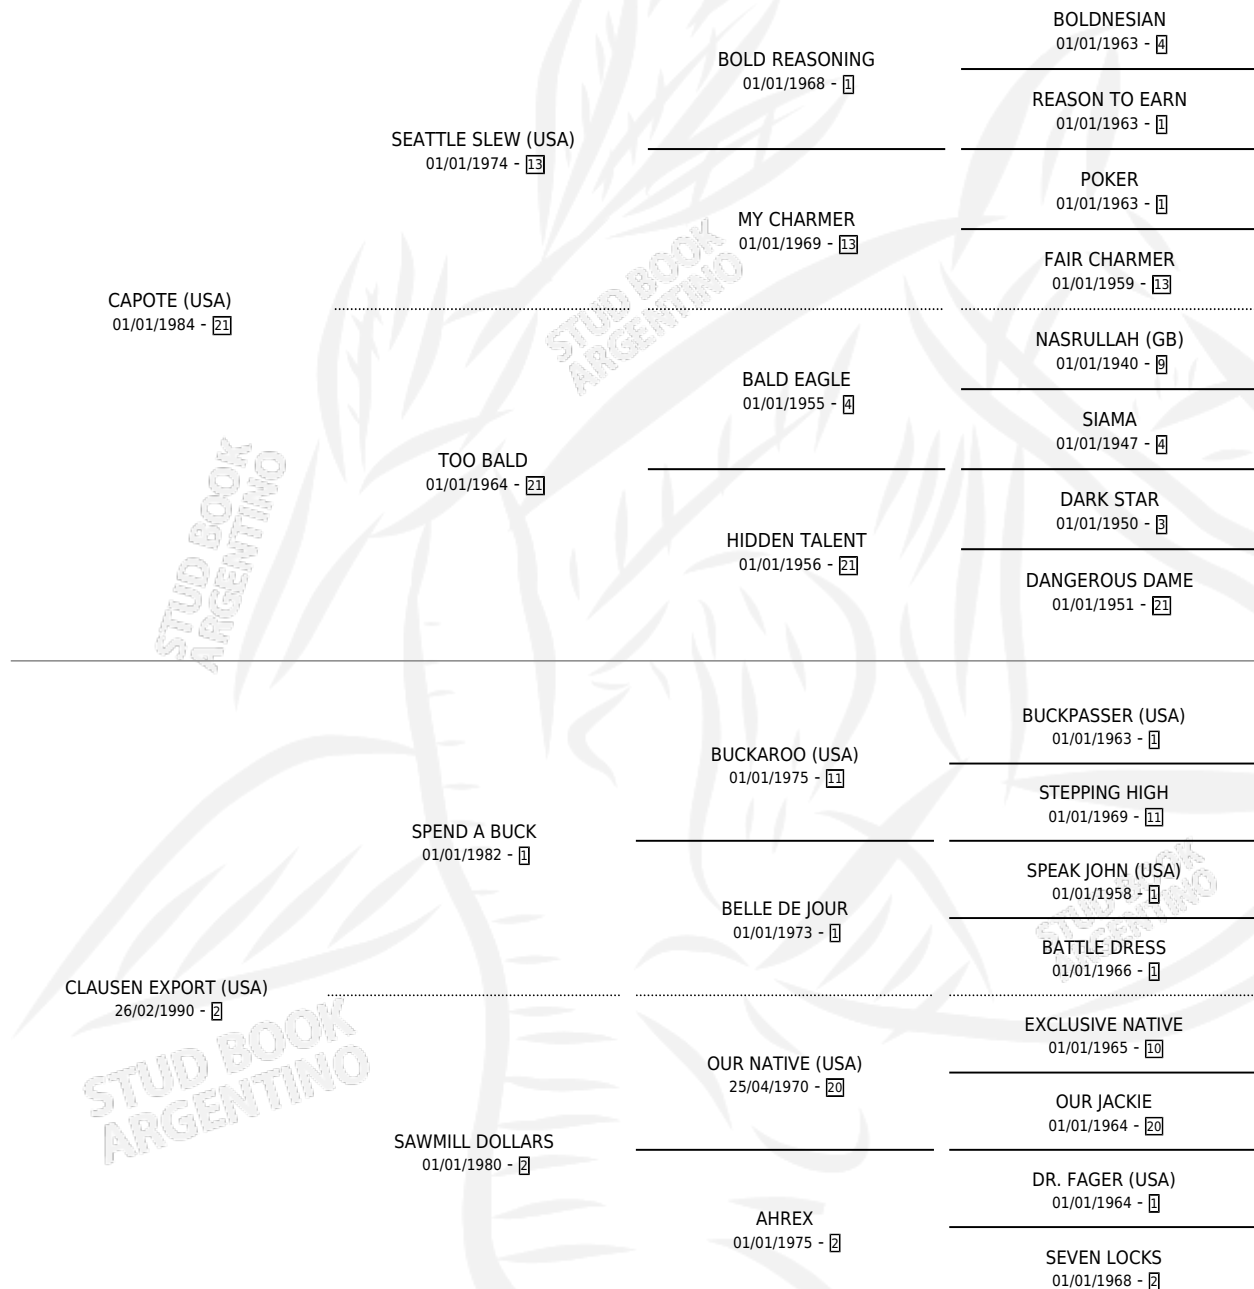 BOLDNESIAN
01/01/1963 - 4
BOLD REASONING
01/01/1968 - 1
REASON TO EARN
01/01/1963 - 1
SEATTLE SLEW (USA)
01/01/1974 - 13
POKER
01/01/1963 - 1
MY CHARMER
01/01/1969 - 13
FAIR CHARMER
01/01/1959 - 13
CAPOTE (USA)
01/01/1984 - 21
NASRULLAH (GB)
01/01/1940 - 9
BALD EAGLE
01/01/1955 - 4
SIAMA
01/01/1947 - 4
TOO BALD
01/01/1964 - 21
DARK STAR
01/01/1950 - 3
HIDDEN TALENT
01/01/1956 - 21
DANGEROUS DAME
01/01/1951 - 21
BUCKPASSER (USA)
01/01/1963 - 1
BUCKAROO (USA)
01/01/1975 - 11
STEPPING HIGH
01/01/1969 - 11
SPEND A BUCK
01/01/1982 - 1
SPEAK JOHN (USA)
01/01/1958 - 1
BELLE DE JOUR
01/01/1973 - 1
BATTLE DRESS
01/01/1966 - 1
CLAUSEN EXPORT (USA)
26/02/1990 - 2
EXCLUSIVE NATIVE
01/01/1965 - 10
OUR NATIVE (USA)
25/04/1970 - 20
OUR JACKIE
01/01/1964 - 20
SAWMILL DOLLARS
01/01/1980 - 2
DR. FAGER (USA)
01/01/1964 - 1
AHREX
01/01/1975 - 2
SEVEN LOCKS
01/01/1968 - 2
STUD BOOK
ARGENTINO
STUD BOOK
ARGENTINO
STUD BOOK
ARGENTINO
STUD BOOK
ARGENTINO